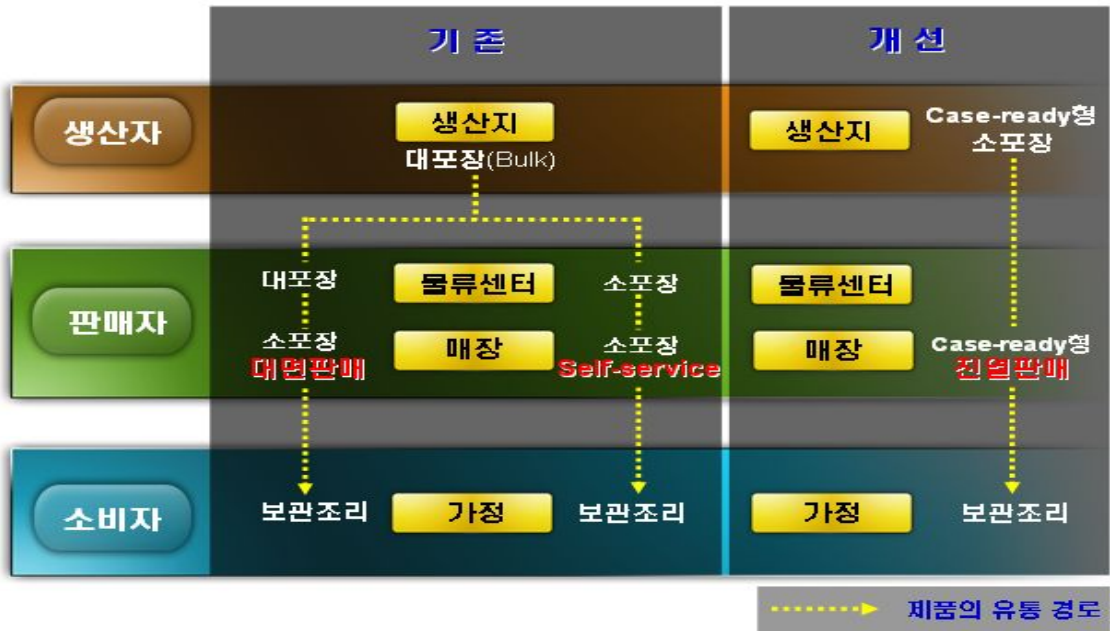 기 존
개 선
생산자
생산지
대포장(Bulk)
생산지
Case-ready형
소포장
판매자
대포장
물류센터
소포장
물류센터
소포장
대면판매
매장
소포장
Self-service
매장
Case-ready형
진열판매
소비자
보관조리
가정
보관조리
가정
보관조리
제품의 유통 경로